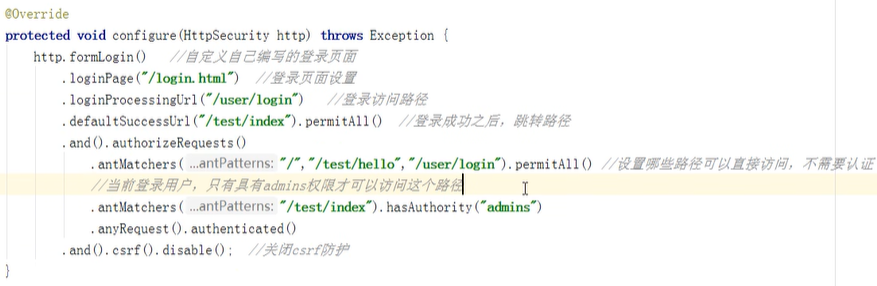 @Override
protected void configure(HttpSecurity http) throws Exception {
http.formLogin() //自定义自己编写的登录页面
.loginPage("/login.html") //登录页面设置
.loginProcessingUrl("/user/login") //登录访问路径
.defaultSuccessUrl("/test/index").permitAll() //登录成功之后，跳转路径
.and().authorizeRequests()
.antMatchers( ...antPatterns: "/","/test/hello","/user/login").permitAll() //设置哪些路径可以直接访问，不需要认证
//当前登录用户，只有具有admins权限才可以访问这个路径
.antMatchers( ...antPatterns: "/test/index").hasAuthority("admins")
.anyRequest().authenticated()
.and().csrf().disable(); //关闭csrf防护
}